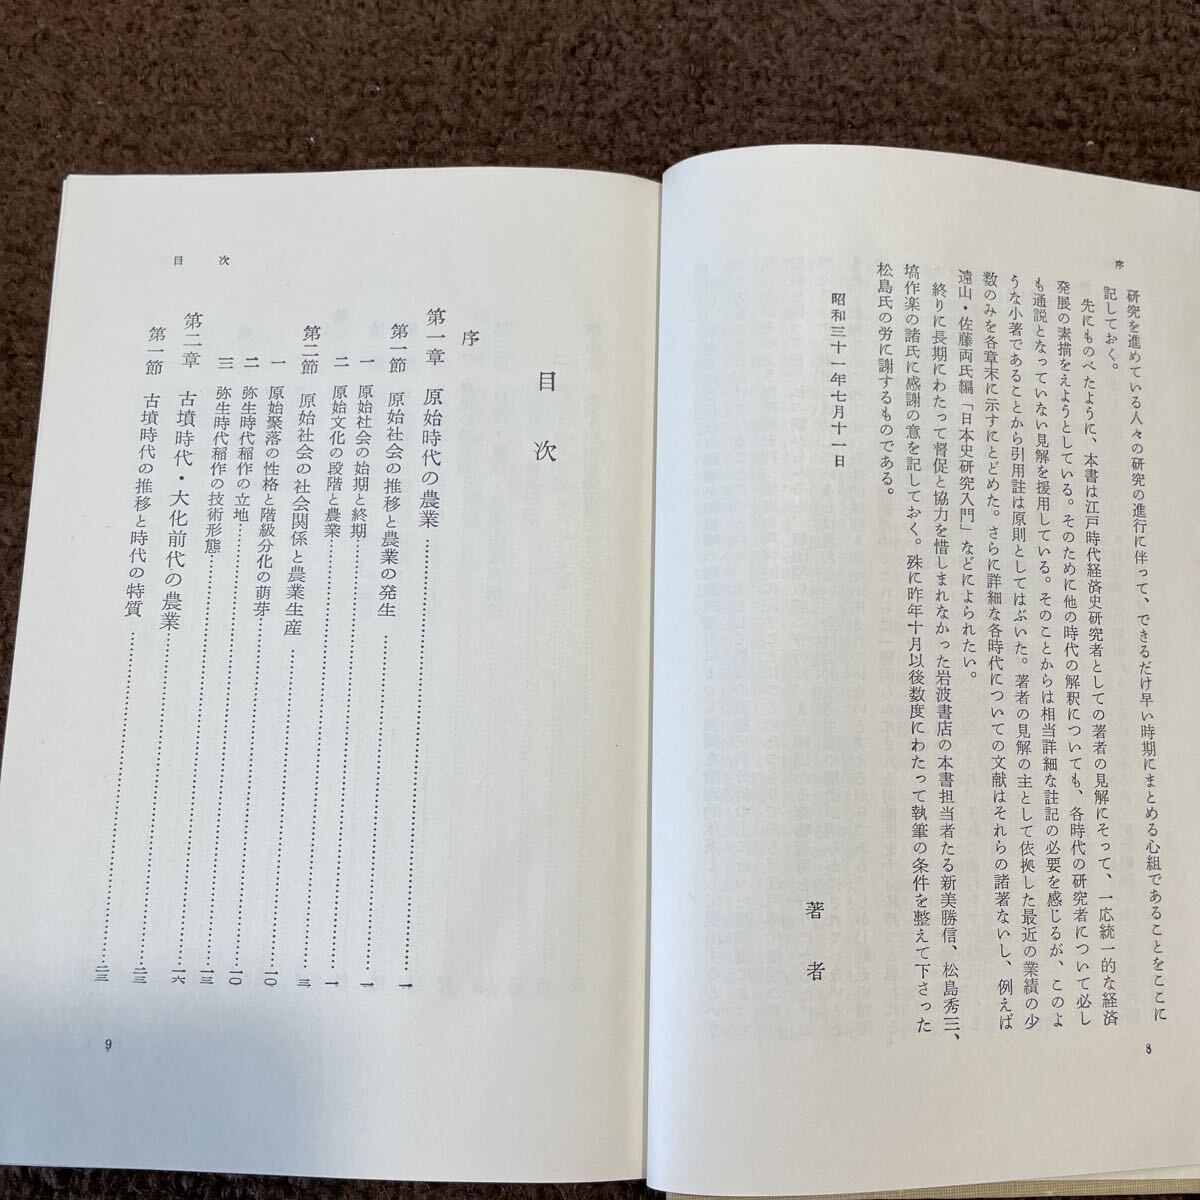 序
研究を進めている人々の研究の進行に伴って、できるだけ早い時期にまとめる心組であることをここに
記しておく。
先にものべたように、本書は江戸時代経済史研究者としての著者の見解にそって、一応統一的な経済
発展の素描をえようとしている。そのために他の時代の解釈についても、各時代の研究者について必し
も通説となっていない見解を援用している。そのことからは相当詳細な註記の必要を感じるが、このよ
うな小著であることから引用註は原則としてはぶいた。著者の見解の主として依拠した最近の業績の少
数のみを各章末に示すにとどめた。さらに詳細な各時代についての文献はそれらの諸著ないし、例えば
遠山・佐藤両氏編「日本史研究入門」などによられたい。
終りに長期にわたって督促と協力を惜しまれなかった岩波書店の本書担当者たる新美勝信、松島秀三、
塙作楽の諸氏に感謝の意を記しておく。殊に昨年十月以後数度にわたって執筆の条件を整えて下さった
松島氏の労に謝するものである。
昭和三十一年七月十一日
著者
8
目次
序
第一章 原始時代の農業……一
第一節 原始社会の推移と農業の発生……一
一 原始社会の始期と終期……一
二 原始文化の段階と農業……一
第二節 原始社会の社会関係と農業生産……三
一 原始聚落の性格と階級分化の萌芽……一〇
二 弥生時代稲作の立地……一〇
三 弥生時代稲作の技術形態……一三
第二章 古墳時代・大化前代の農業……一六
第一節 古墳時代の推移と時代の特質……二三
……二三
目次
9